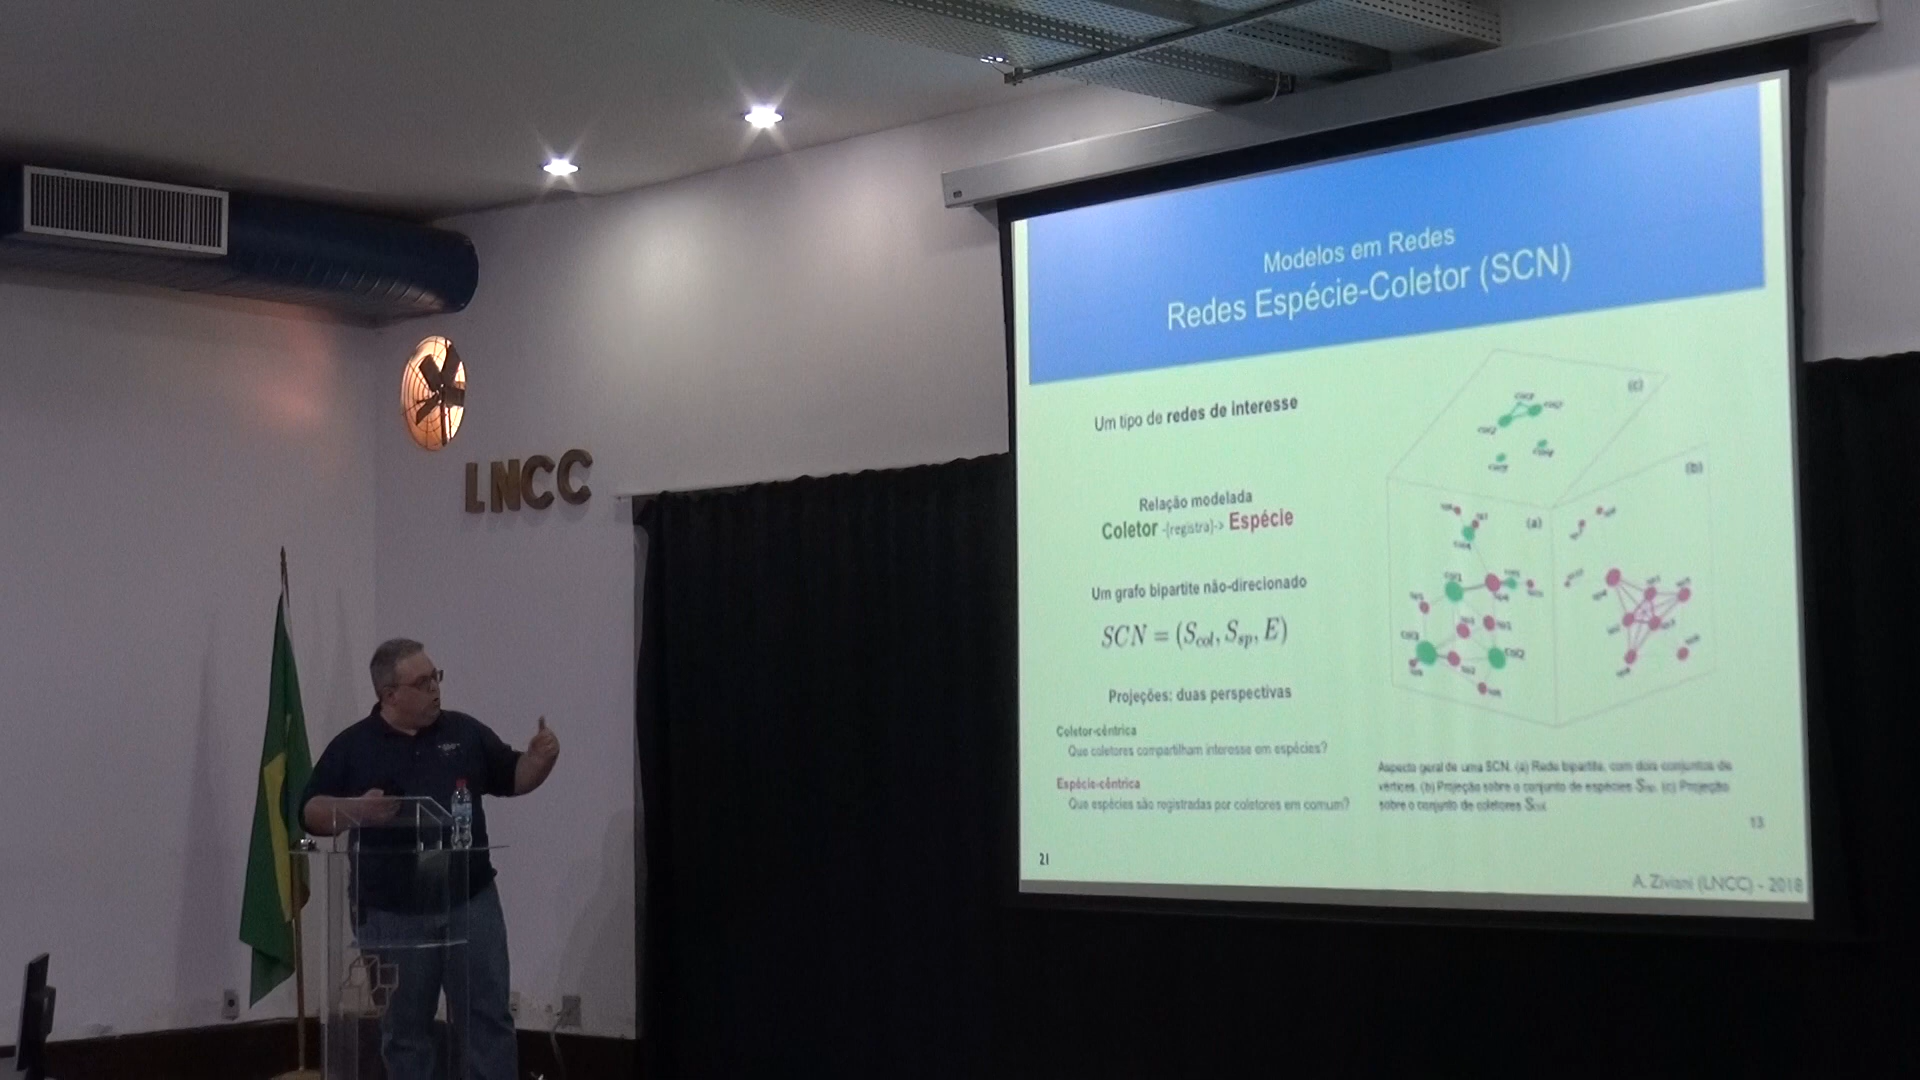 LNCC
Modelos em Redes
Redes Espécie-Coletor (SCN)
Um tipo de redes de interesse
Relação modelada
Coletor -[registra]-> Espécie
Um grafo bipartite não-direcionado
SCN = (S_col, S_sp, E)
Projeções: duas perspectivas
Coletor-cêntrica
Que coletores compartilham interesse em espécies?
Espécie-cêntrica
Que espécies são registradas por coletores em comum?
(c)
(b)
(a)
Aspecto geral de uma SCN. (a) Rede bipartite, com dois conjuntos de
vértices. (b) Projeção sobre o conjunto de espécies S_sp. (c) Projeção
sobre o conjunto de coletores S_col.
13
21
A. Ziviani (LNCC) - 2018